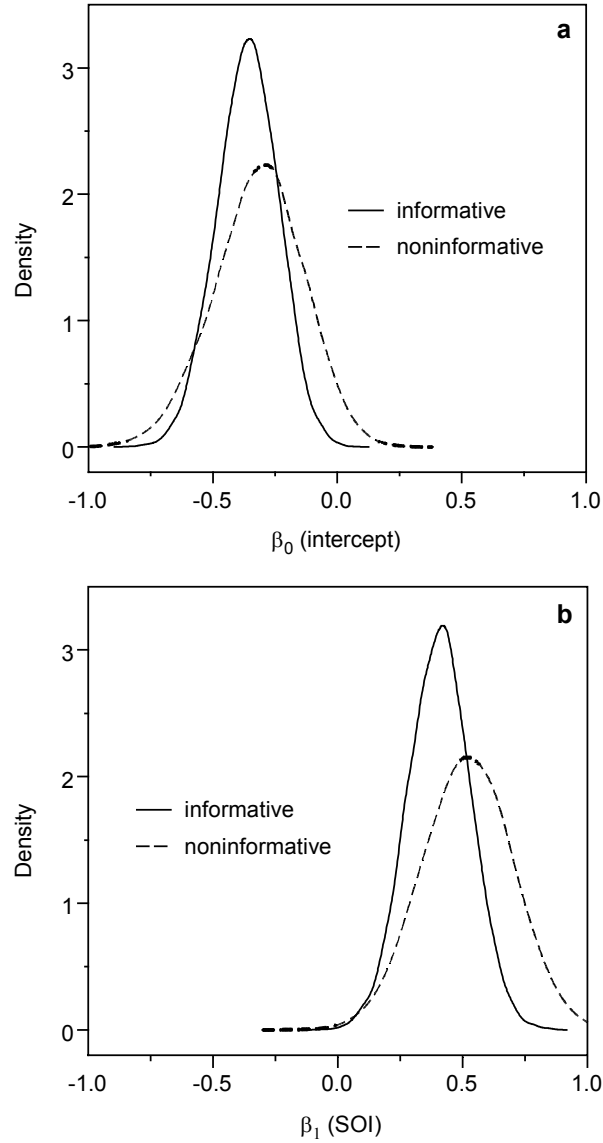 a
3
2
1
0
Density
informative
noninformative
-1.0 -0.5 0.0 0.5 1.0
β0 (intercept)
b
3
2
1
0
Density
informative
noninformative
-1.0 -0.5 0.0 0.5 1.0
β1 (SOI)